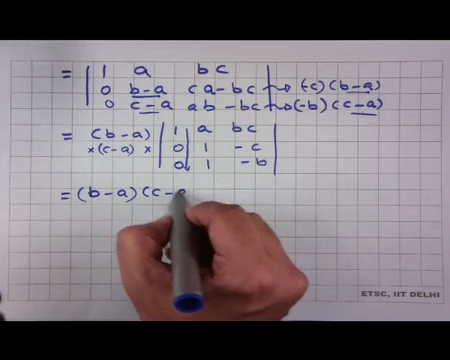 = | 1 a bc |
0 b-a ca-bc → (-c)(b-a)
0 c-a ab-bc → (-b)(c-a)
= (b-a) | 1 a bc |
×(c-a) × 0 1 -c
0 1 -b
= (b-a)(c-
ETSC, IIT DELHI